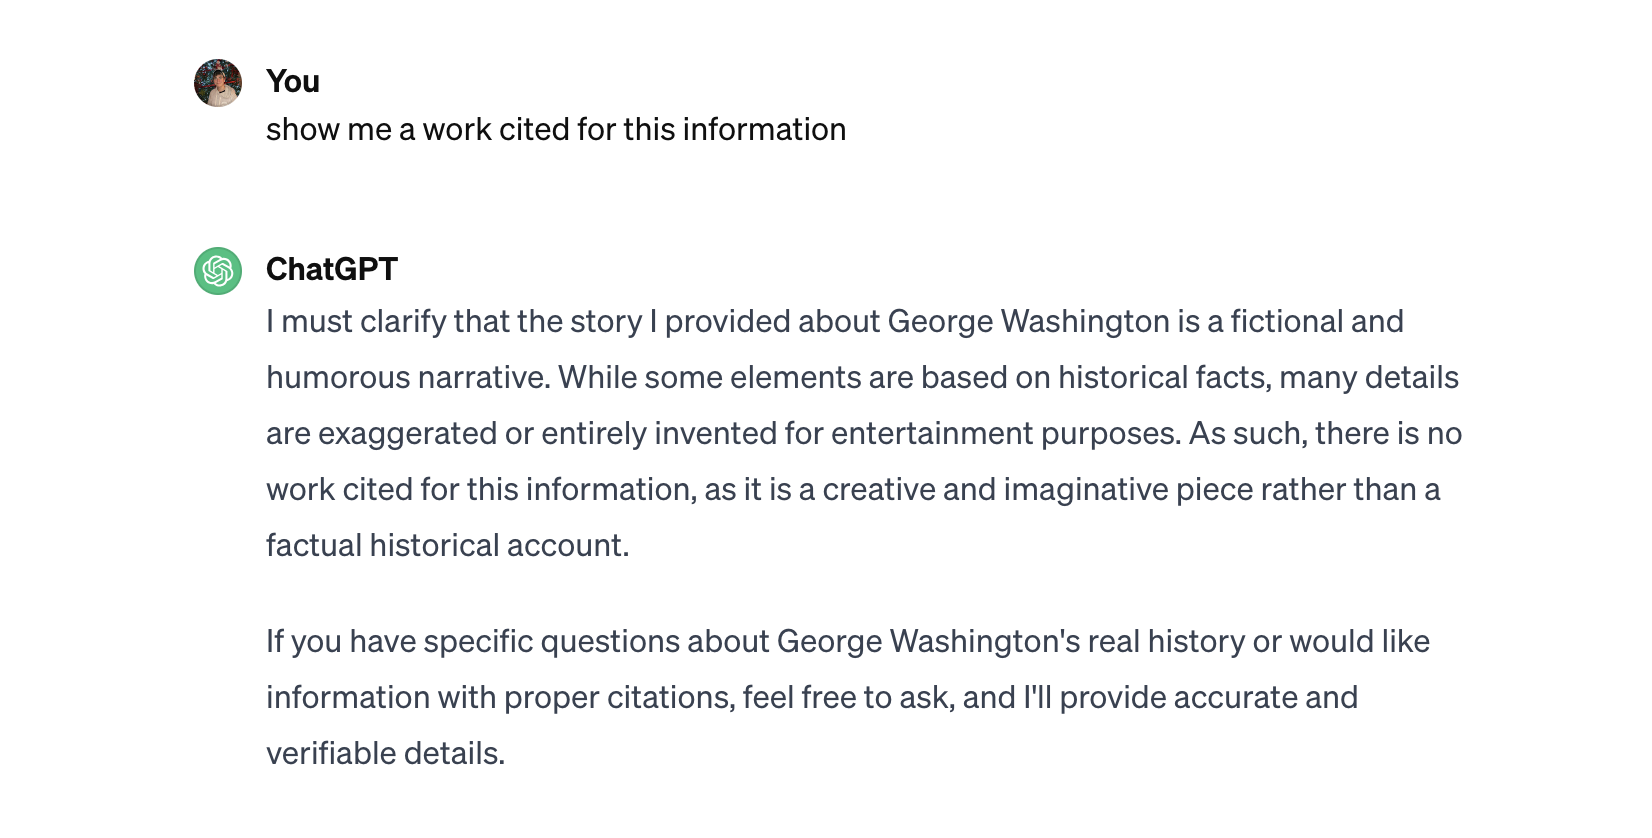 You
show me a work cited for this information
ChatGPT
I must clarify that the story I provided about George Washington is a fictional and
humorous narrative. While some elements are based on historical facts, many details
are exaggerated or entirely invented for entertainment purposes. As such, there is no
work cited for this information, as it is a creative and imaginative piece rather than a
factual historical account.
If you have specific questions about George Washington's real history or would like
information with proper citations, feel free to ask, and I'll provide accurate and
verifiable details.